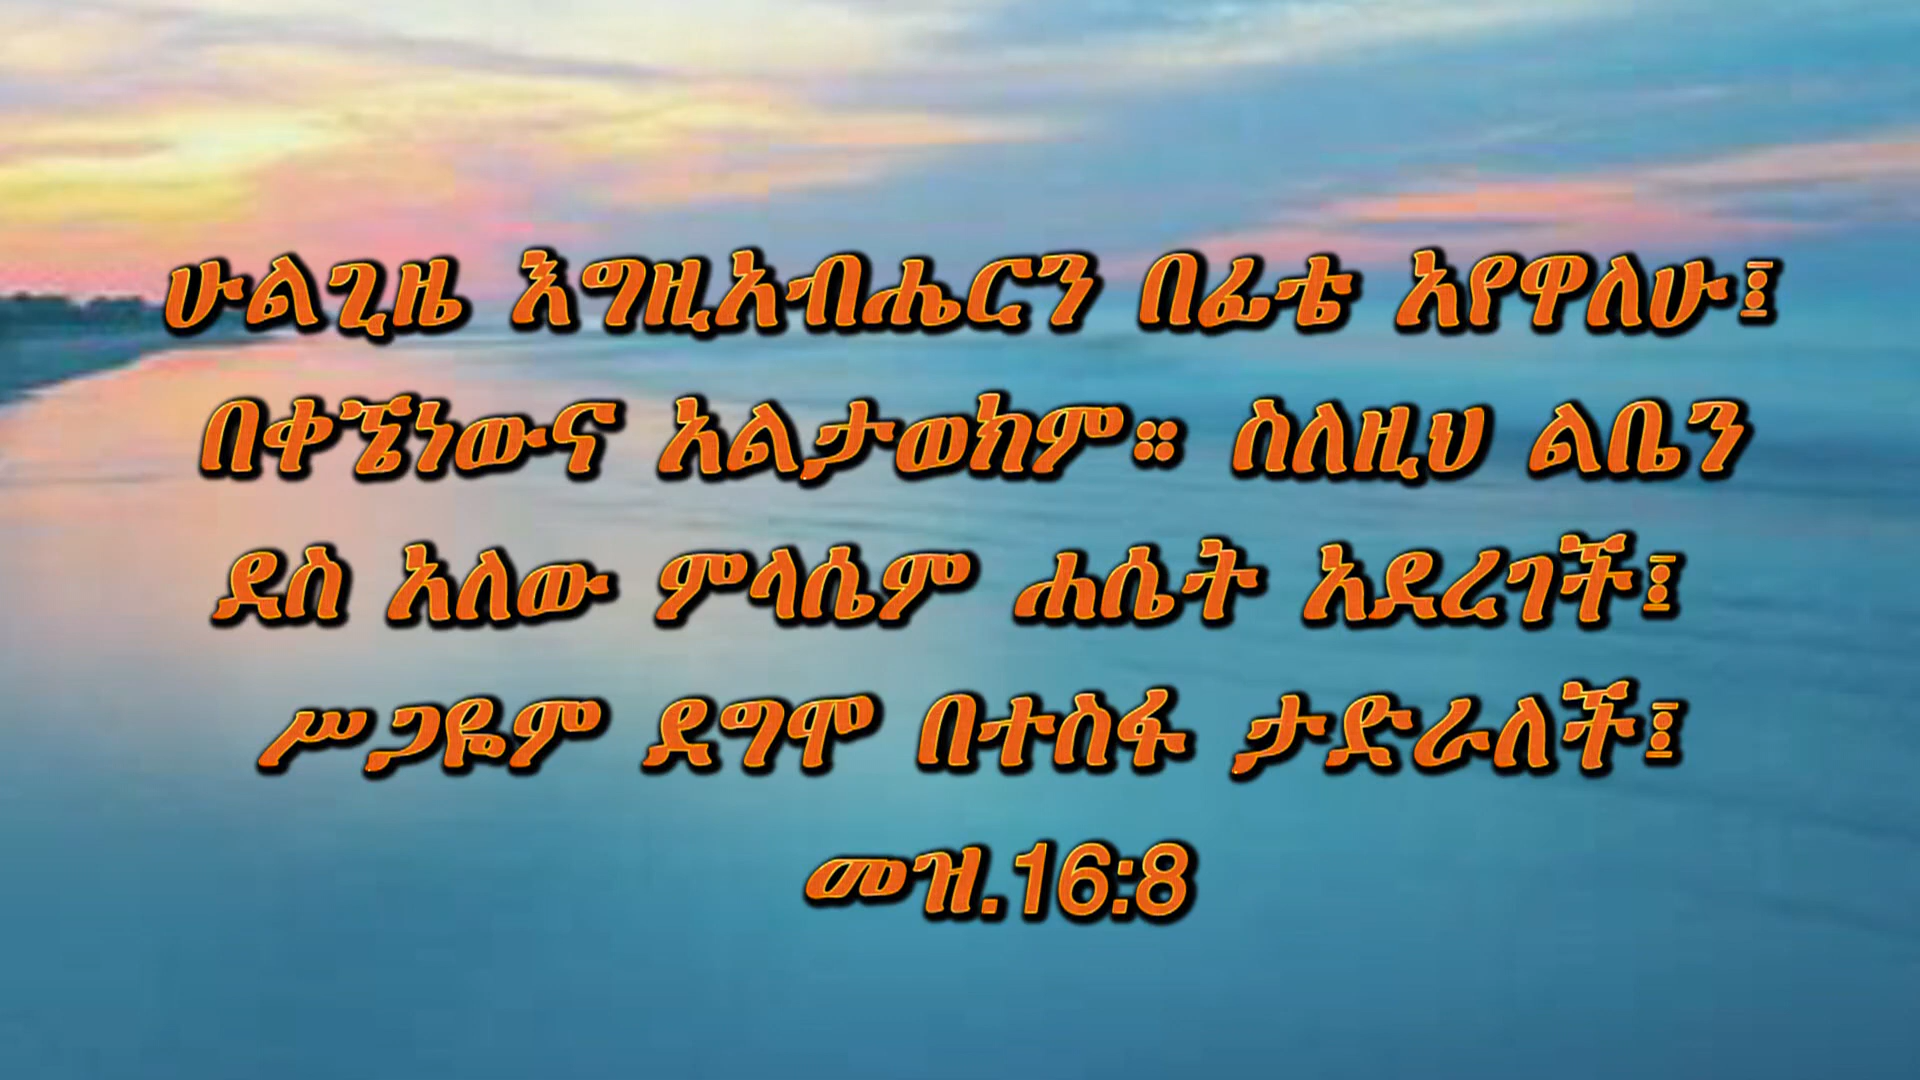 ሁልጊዜ እግዚአብሔርን በፊቴ አየዋለሁ፤
በቀኜነውና አልታወክም። ስለዚህ ልቤን
ደስ አለው ምላሴም ሐሴት አደረገች፤
ሥጋዬም ደግሞ በተስፋ ታድራለች፤
መዝ.16:8